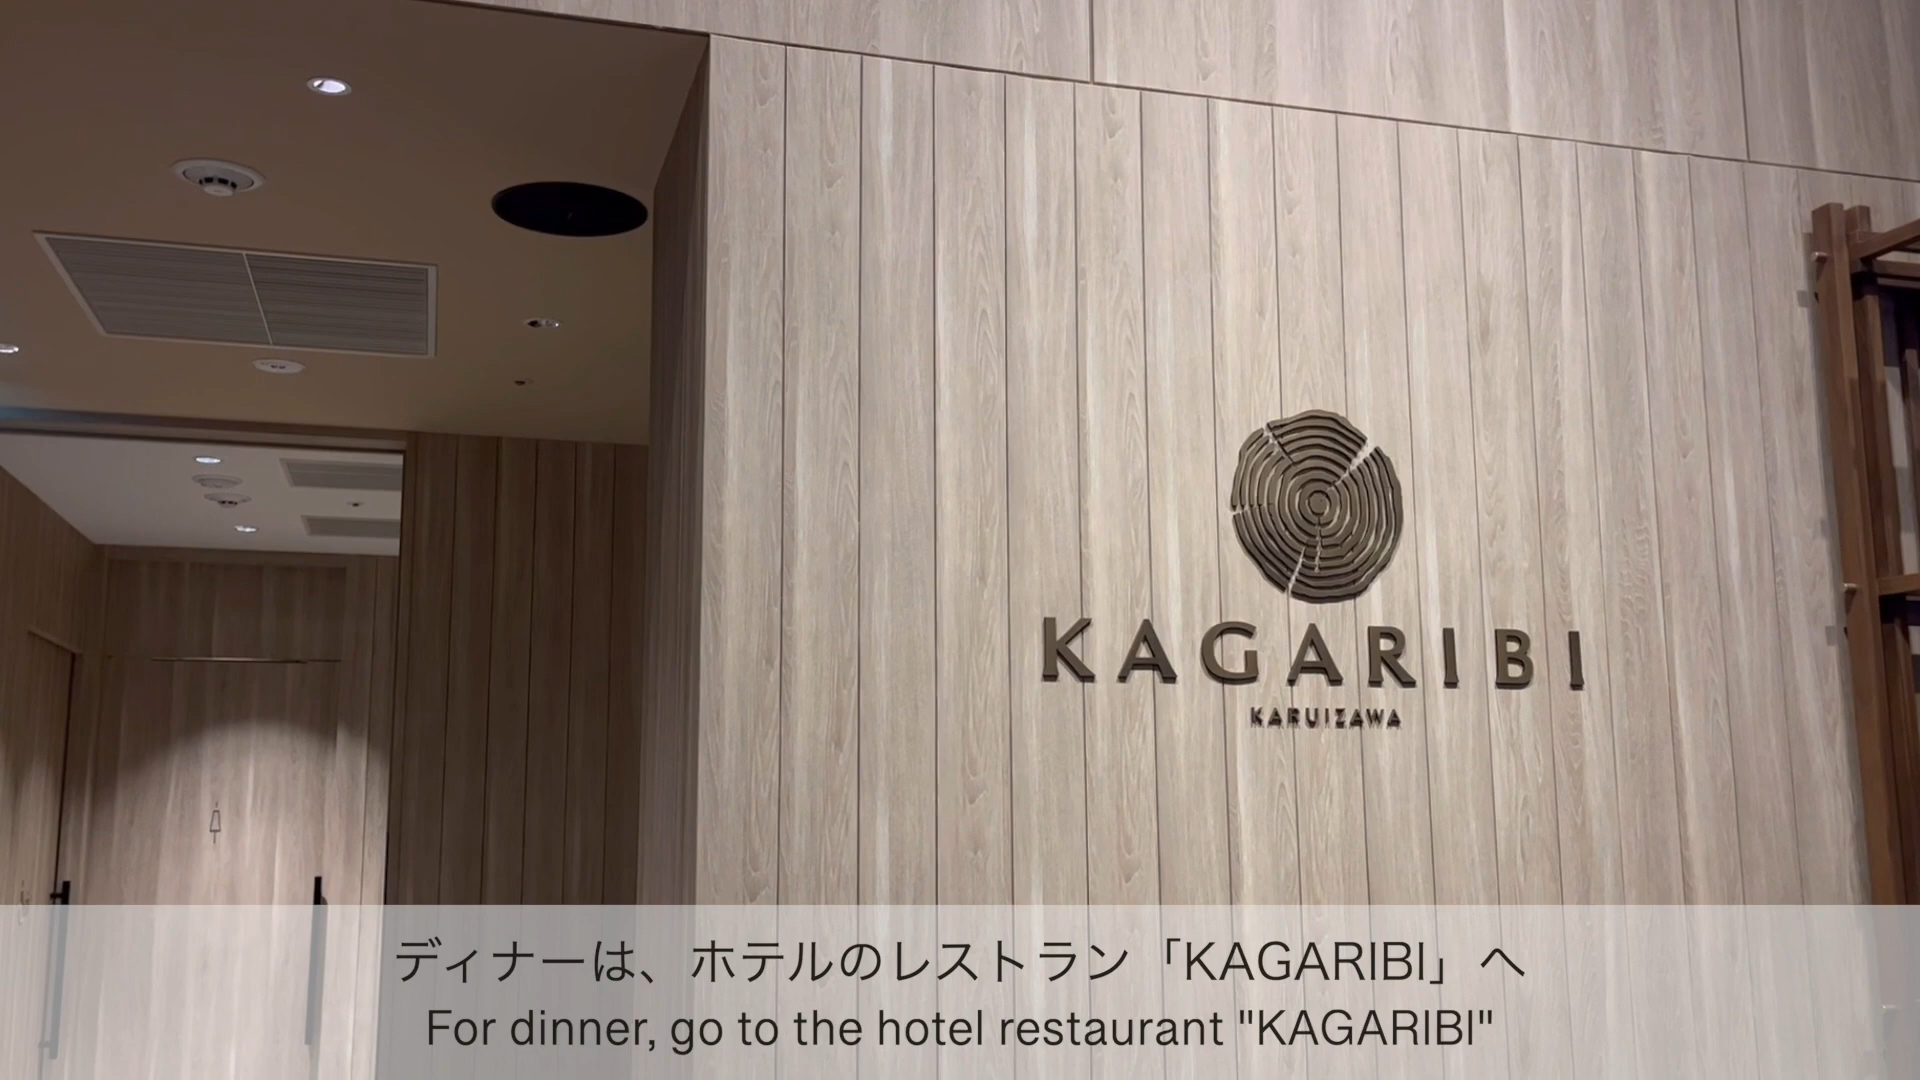 KAGARIBI
KARUIZAWA
ディナーは、ホテルのレストラン「KAGARIBI」へ
For dinner, go to the hotel restaurant "KAGARIBI"